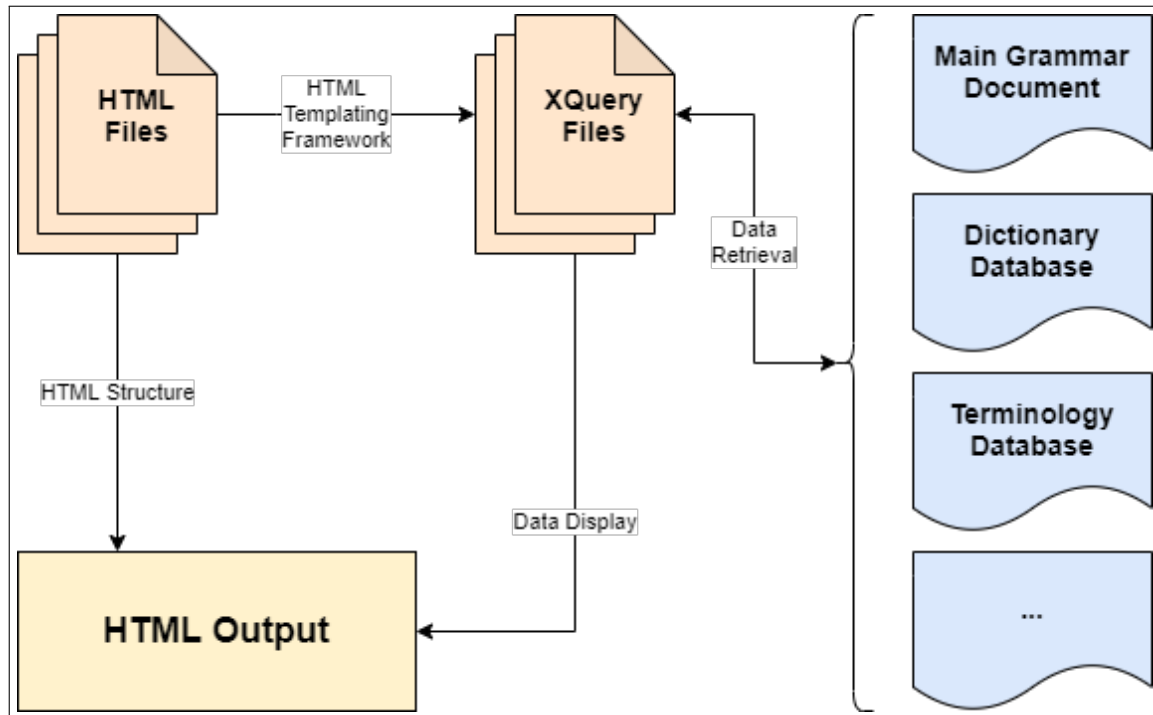 HTML
Files
HTML
Templating
Framework
XQuery
Files
Data
Retrieval
Main Grammar
Document
Dictionary
Database
Terminology
Database
...
HTML Structure
Data Display
HTML Output